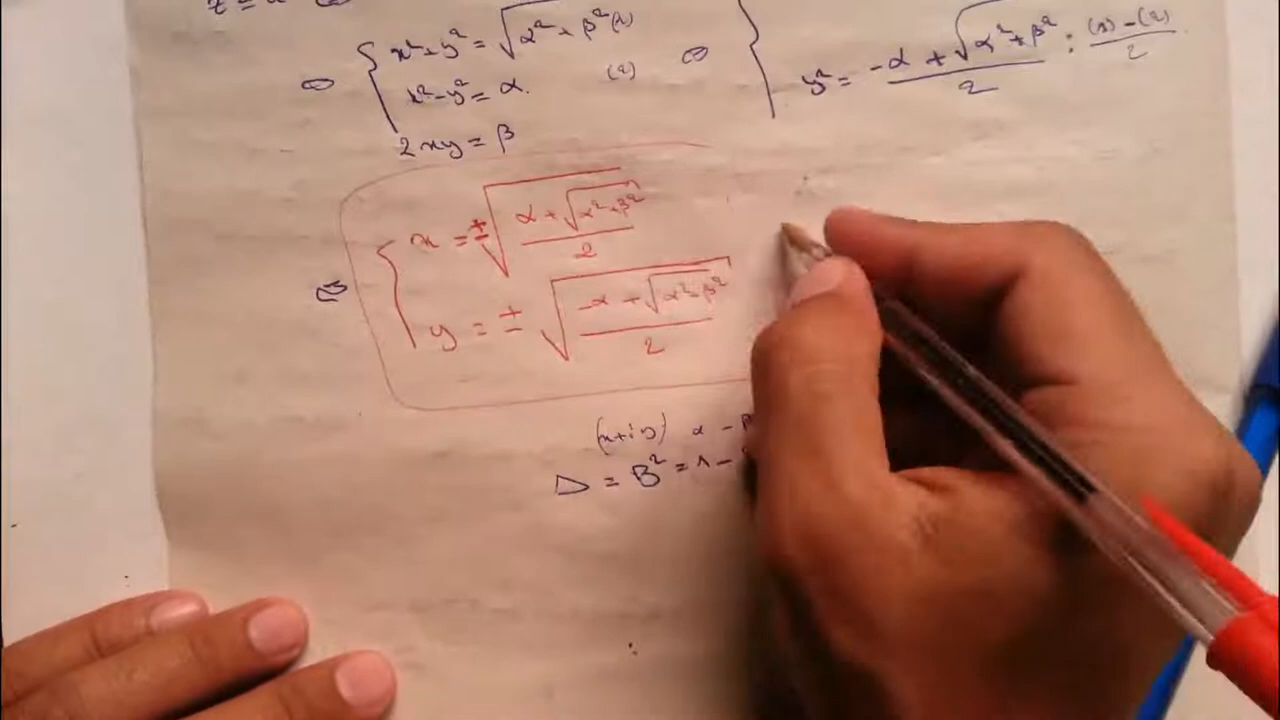 x² + y² = √α² + β² (1)
x² - y² = α. (2)
2xy = β
y² = -α + √α² + β² / 2 : (1) - (2) / 2
⇔ { x = ± √ α + √α² + β² / 2
y = ± √ -α + √α² + β² / 2
(x+iy) α -
Δ = B² = 1 -